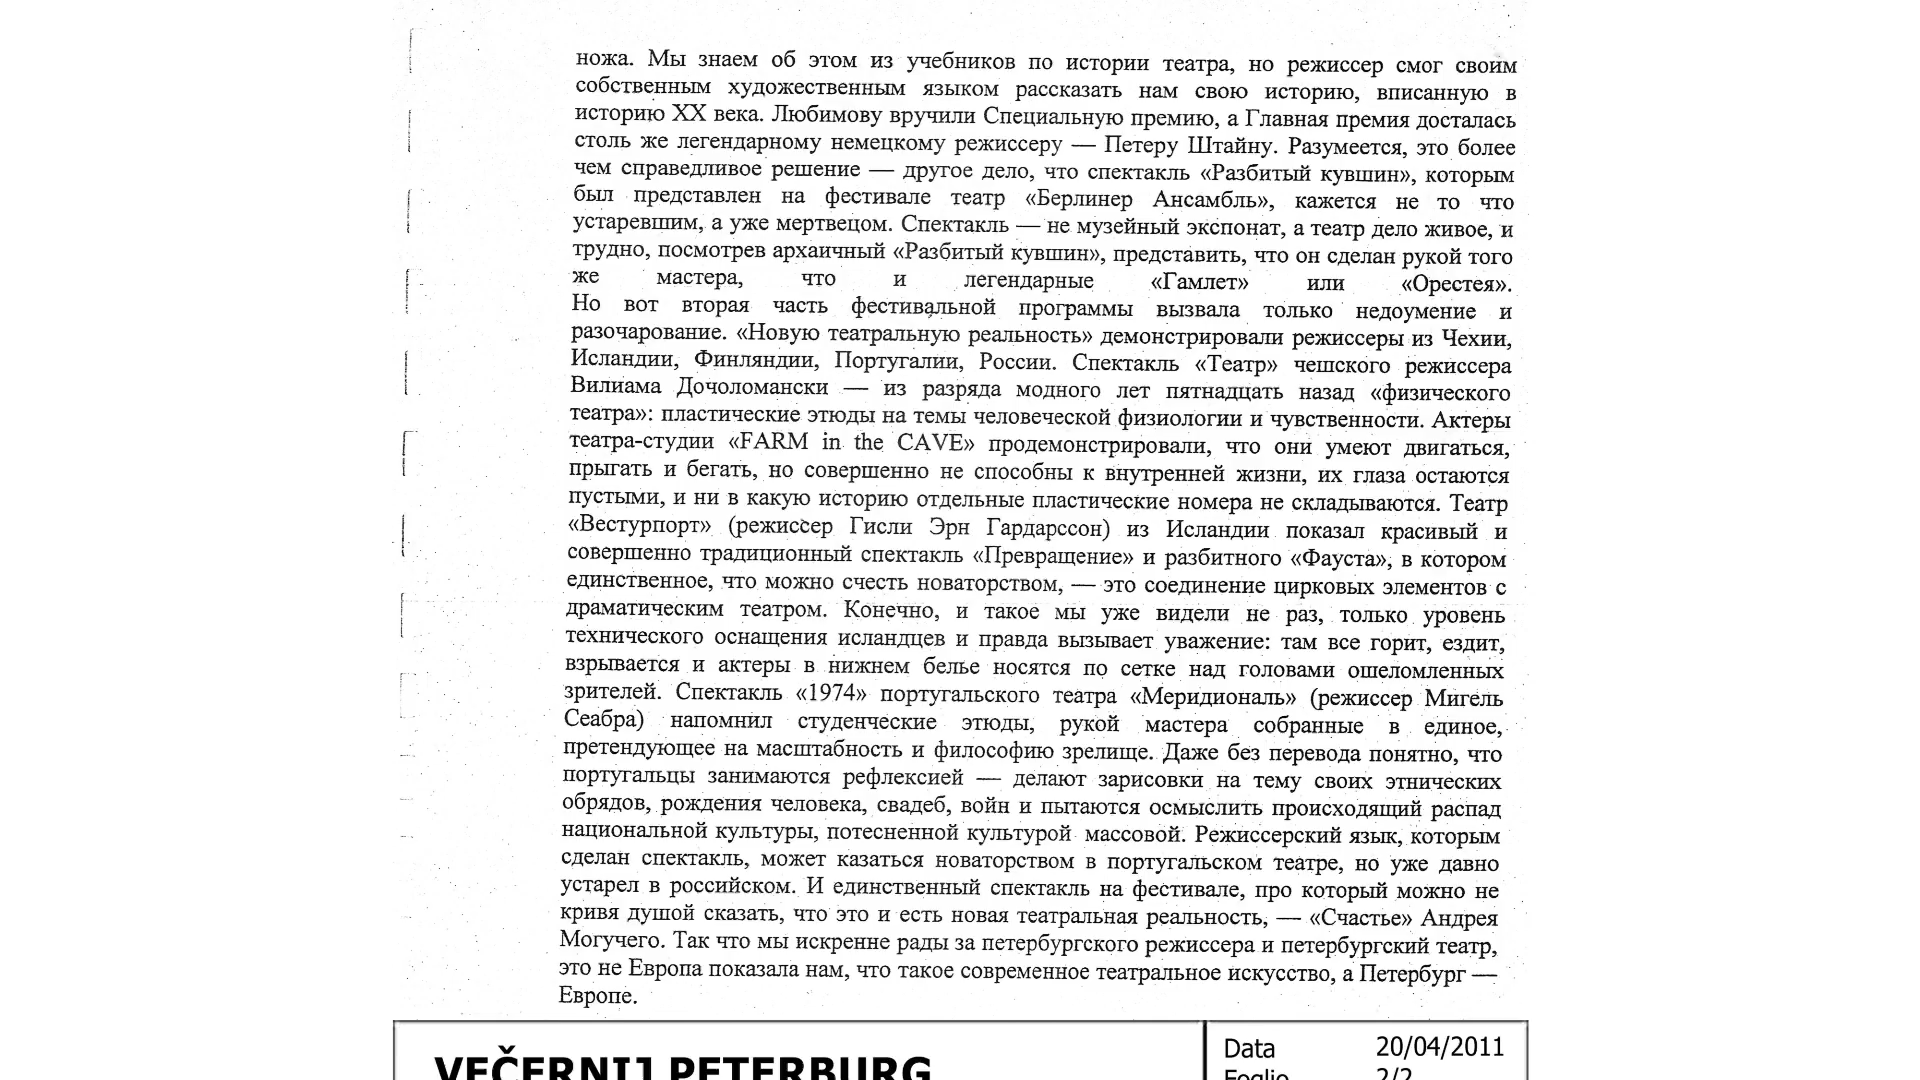 ножа. Мы знаем об этом из учебников по истории театра, но режиссер смог своим
собственным художественным языком рассказать нам свою историю, вписанную в
историю XX века. Любимову вручили Специальную премию, а Главная премия досталась
столь же легендарному немецкому режиссеру — Петеру Штайну. Разумеется, это более
чем справедливое решение — другое дело, что спектакль «Разбитый кувшин», которым
был представлен на фестивале театр «Берлинер Ансамбль», кажется не то что
устаревшим, а уже мертвецом. Спектакль — не музейный экспонат, а театр дело живое, и
трудно, посмотрев архаичный «Разбитый кувшин», представить, что он сделан рукой того
же мастера, что и легендарные «Гамлет» или «Орестея».
Но вот вторая часть фестивальной программы вызвала только недоумение и
разочарование. «Новую театральную реальность» демонстрировали режиссеры из Чехии,
Исландии, Финляндии, Португалии, России. Спектакль «Театр» чешского режиссера
Вилиама Дочоломански — из разряда модного лет пятнадцать назад «физического
театра»: пластические этюды на темы человеческой физиологии и чувственности. Актеры
театра-студии «FARM in the CAVE» продемонстрировали, что они умеют двигаться,
прыгать и бегать, но совершенно не способны к внутренней жизни, их глаза остаются
пустыми, и ни в какую историю отдельные пластические номера не складываются. Театр
«Вестурпорт» (режиссер Гисли Эрн Гардарссон) из Исландии показал красивый и
совершенно традиционный спектакль «Превращение» и разбитного «Фауста», в котором
единственное, что можно счесть новаторством, — это соединение цирковых элементов с
драматическим театром. Конечно, и такое мы уже видели не раз, только уровень
технического оснащения исландцев и правда вызывает уважение: там все горит, ездит,
взрывается и актеры в нижнем белье носятся по сетке над головами ошеломленных
зрителей. Спектакль «1974» португальского театра «Меридиональ» (режиссер Мигель
Сеабра) напомнил студенческие этюды, рукой мастера собранные в единое,
претендующее на масштабность и философию зрелище. Даже без перевода понятно, что
португальцы занимаются рефлексией — делают зарисовки на тему своих этнических
обрядов, рождения человека, свадеб, войн и пытаются осмыслить происходящий распад
национальной культуры, потесненной культурой массовой. Режиссерский язык, которым
сделан спектакль, может казаться новаторством в португальском театре, но уже давно
устарел в российском. И единственный спектакль на фестивале, про который можно не
кривя душой сказать, что это и есть новая театральная реальность, — «Счастье» Андрея
Могучего. Так что мы искренне рады за петербургского режиссера и петербургский театр,
это не Европа показала нам, что такое современное театральное искусство, а Петербург —
Европе.
VEČERNIJ PETERBURG
Data 20/04/2011
Foglio 2/2